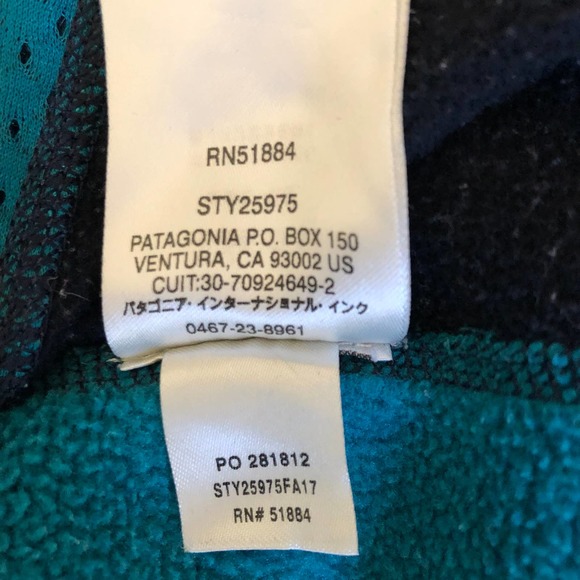 RN51884
STY25975
PATAGONIA P.O. BOX 150
VENTURA, CA 93002 US
CUIT:30-70924649-2
パタゴニア・インターナショナル・インク
0467-23-8961
PO 281812
STY25975FA17
RN# 51884